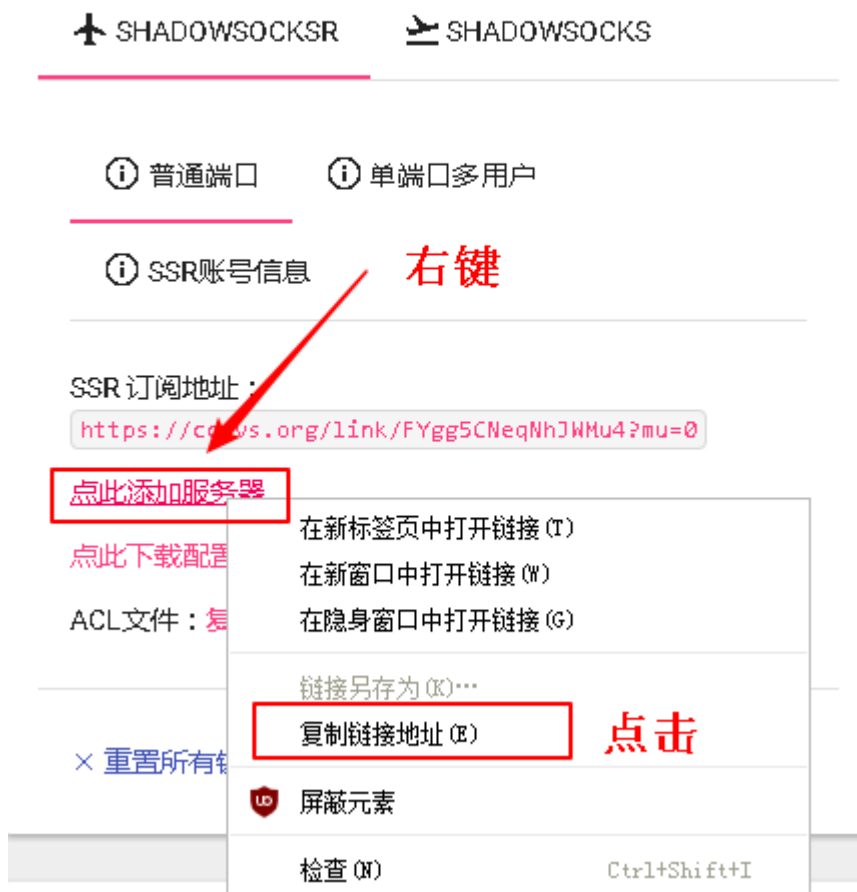 SHADOWSOCKSR SHADOWSOCKS
普通端口 单端口多用户
SSR账号信息 右键
SSR 订阅地址：
.org/link/FYgg5CNeqNhJWMu4?mu=0
点此添加服务器
在新标签页中打开链接(T)
点此下载配置
在新窗口中打开链接(W)
ACL文件：复
在隐身窗口中打开链接(G)
链接另存为(K)…
复制链接地址(E) 点击
× 重置所有
屏蔽元素
检查(N) Ctrl+Shift+I